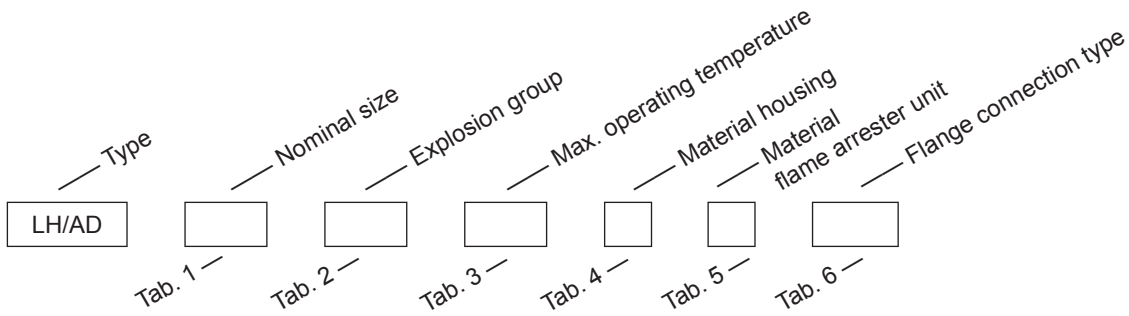 Type
Nominal size
Explosion group
Max. operating temperature
Material housing
Material
flame arrester unit
Flange connection type
LH/AD
Tab. 1
Tab. 2
Tab. 3
Tab. 4
Tab. 5
Tab. 6